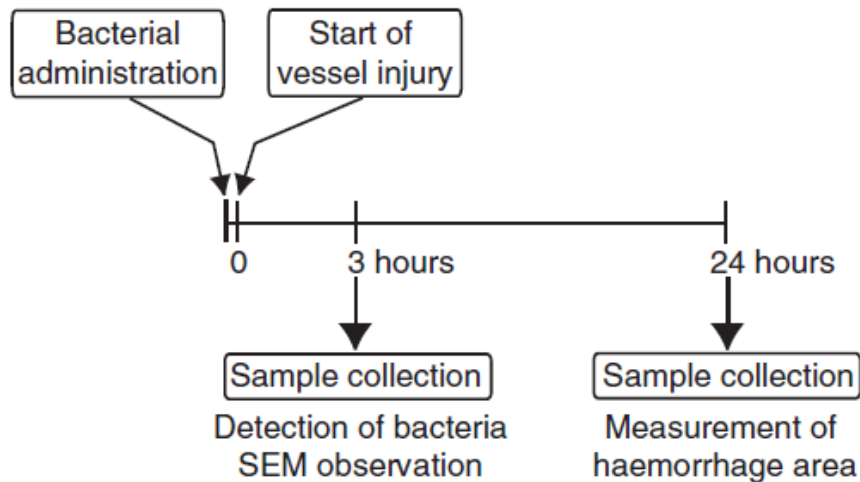 Bacterial
administration
Start of
vessel injury
0
3 hours
24 hours
Sample collection
Detection of bacteria
SEM observation
Sample collection
Measurement of
haemorrhage area